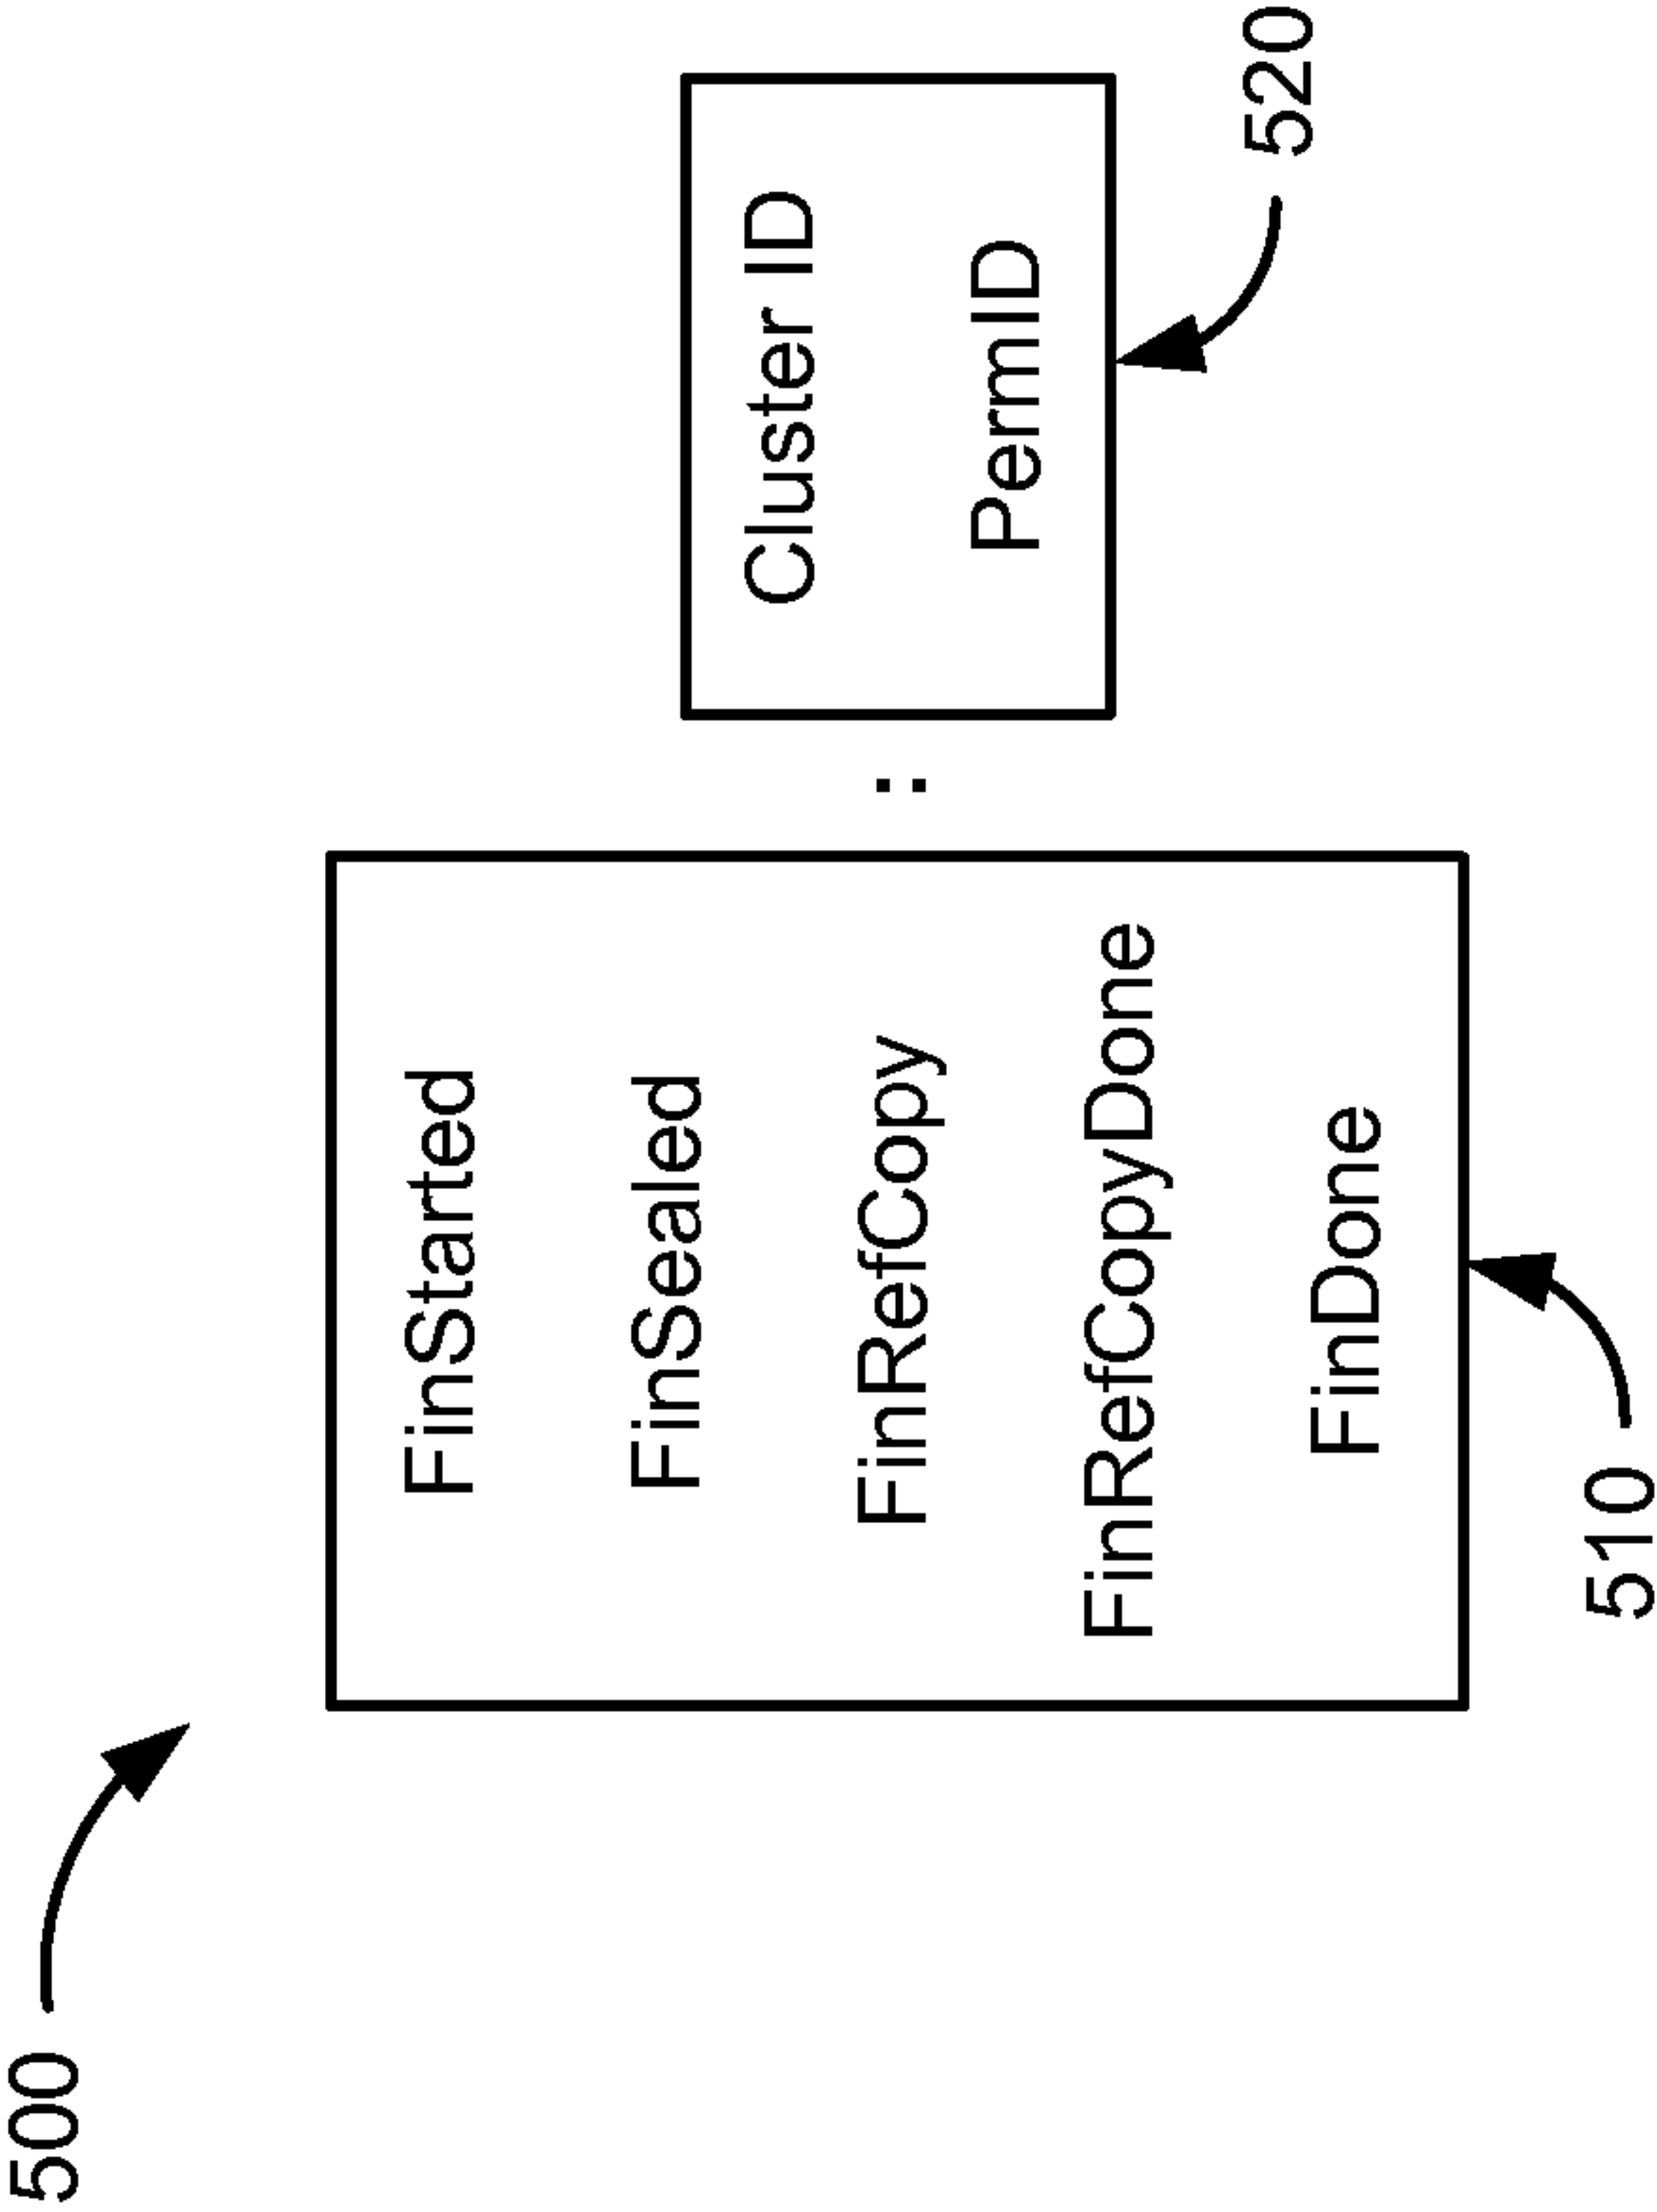 500
FinStarted
FinSealed
FinRefCopy
FinRefCopyDone
FinDone
510
:
Cluster ID
PermID
520